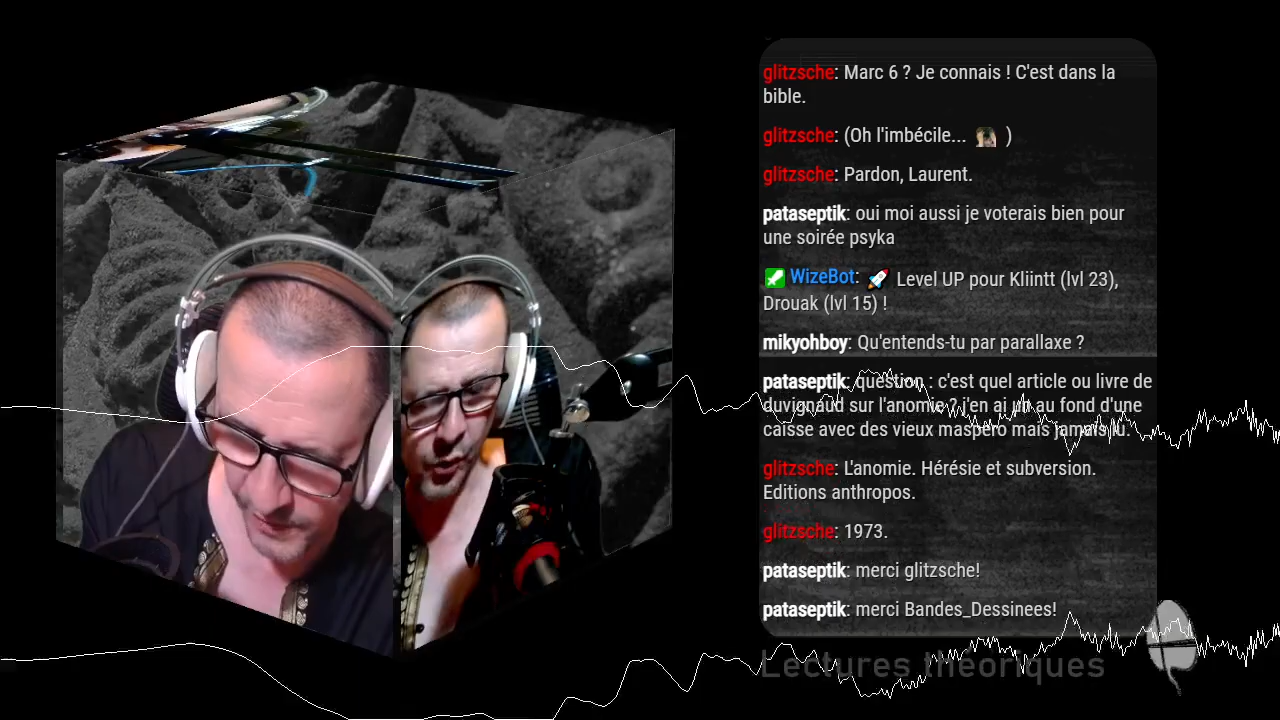 glitzsche: Marc 6 ? Je connais ! C'est dans la
bible.
glitzsche: (Oh l'imbécile... )
glitzsche: Pardon, Laurent.
pataseptik: oui moi aussi je voterais bien pour
une soirée psyka
WizeBot: 🚀 Level UP pour Kliintt (lvl 23),
Drouak (lvl 15) !
mikyohboy: Qu'entends-tu par parallaxe ?
pataseptik: question : c'est quel article ou livre de
duvignaud sur l'anomie ? j'en ai un au fond d'une
caisse avec des vieux maspero mais jamais lu.
glitzsche: L'anomie. Hérésie et subversion.
Editions anthropos.
glitzsche: 1973.
pataseptik: merci glitzsche!
pataseptik: merci Bandes_Dessinees!
Lectures théoriques